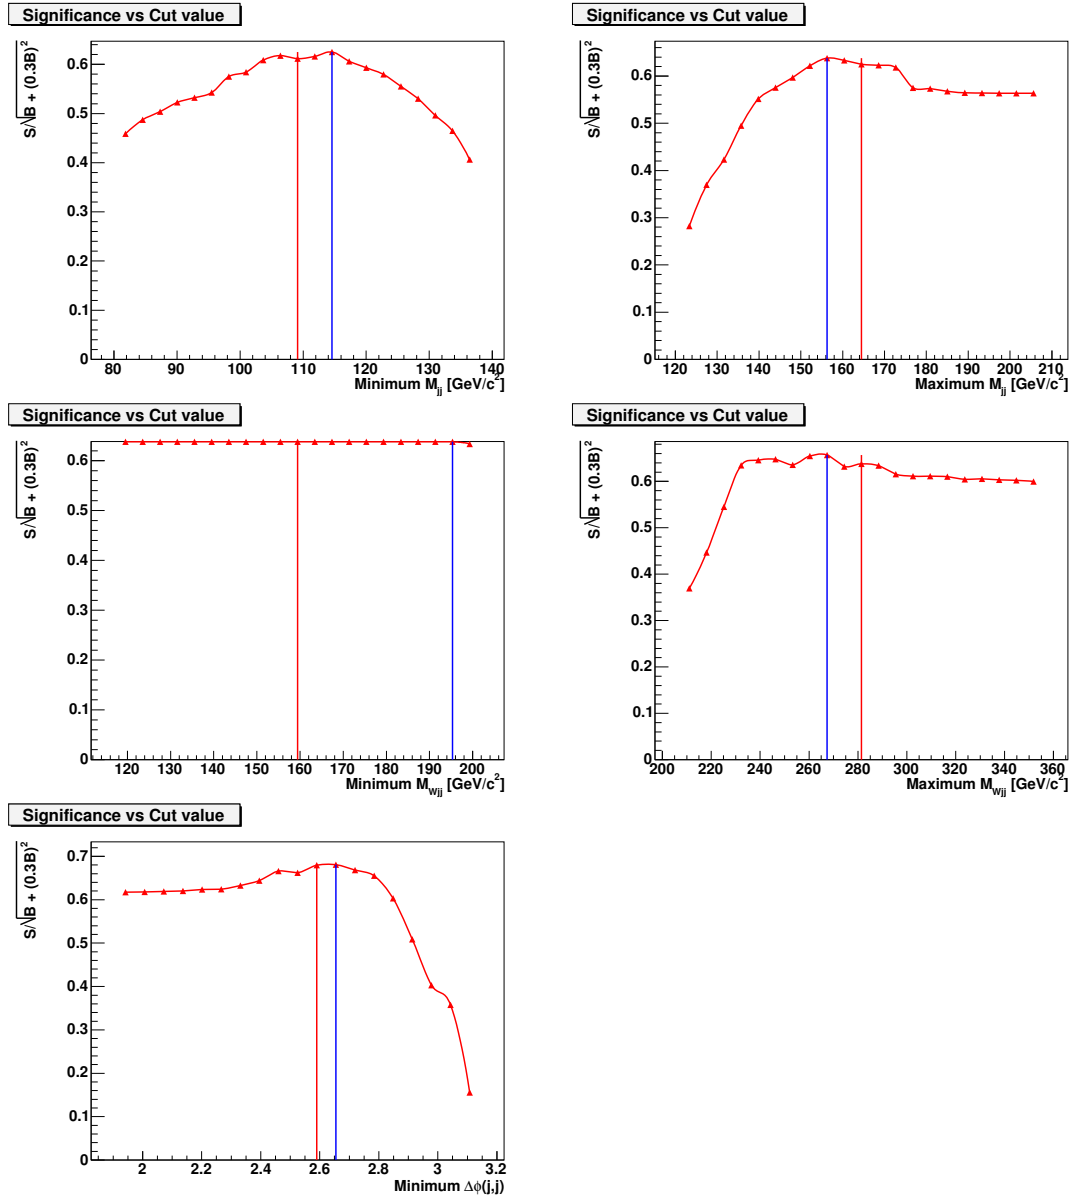 Significance vs Cut value
S/√B + (0.3B)²
0.6
0.5
0.4
0.3
0.2
0.1
0
80 90 100 110 120 130 140
Minimum M_jj [GeV/c²]
Significance vs Cut value
S/√B + (0.3B)²
0.6
0.5
0.4
0.3
0.2
0.1
0
120 130 140 150 160 170 180 190 200 210
Maximum M_jj [GeV/c²]
Significance vs Cut value
S/√B + (0.3B)²
0.6
0.5
0.4
0.3
0.2
0.1
0
120 130 140 150 160 170 180 190 200
Minimum M_Wjj [GeV/c²]
Significance vs Cut value
S/√B + (0.3B)²
0.6
0.5
0.4
0.3
0.2
0.1
0
200 220 240 260 280 300 320 340 360
Maximum M_Wjj [GeV/c²]
Significance vs Cut value
S/√B + (0.3B)²
0.7
0.6
0.5
0.4
0.3
0.2
0.1
0
2 2.2 2.4 2.6 2.8 3 3.2
Minimum Δϕ(j,j)